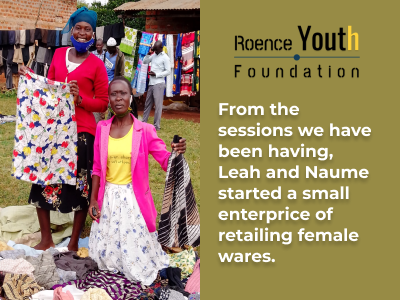 Roence Youth
Foundation
From the
sessions we have
been having,
Leah and Naume
started a small
enterprice of
retailing female
wares.